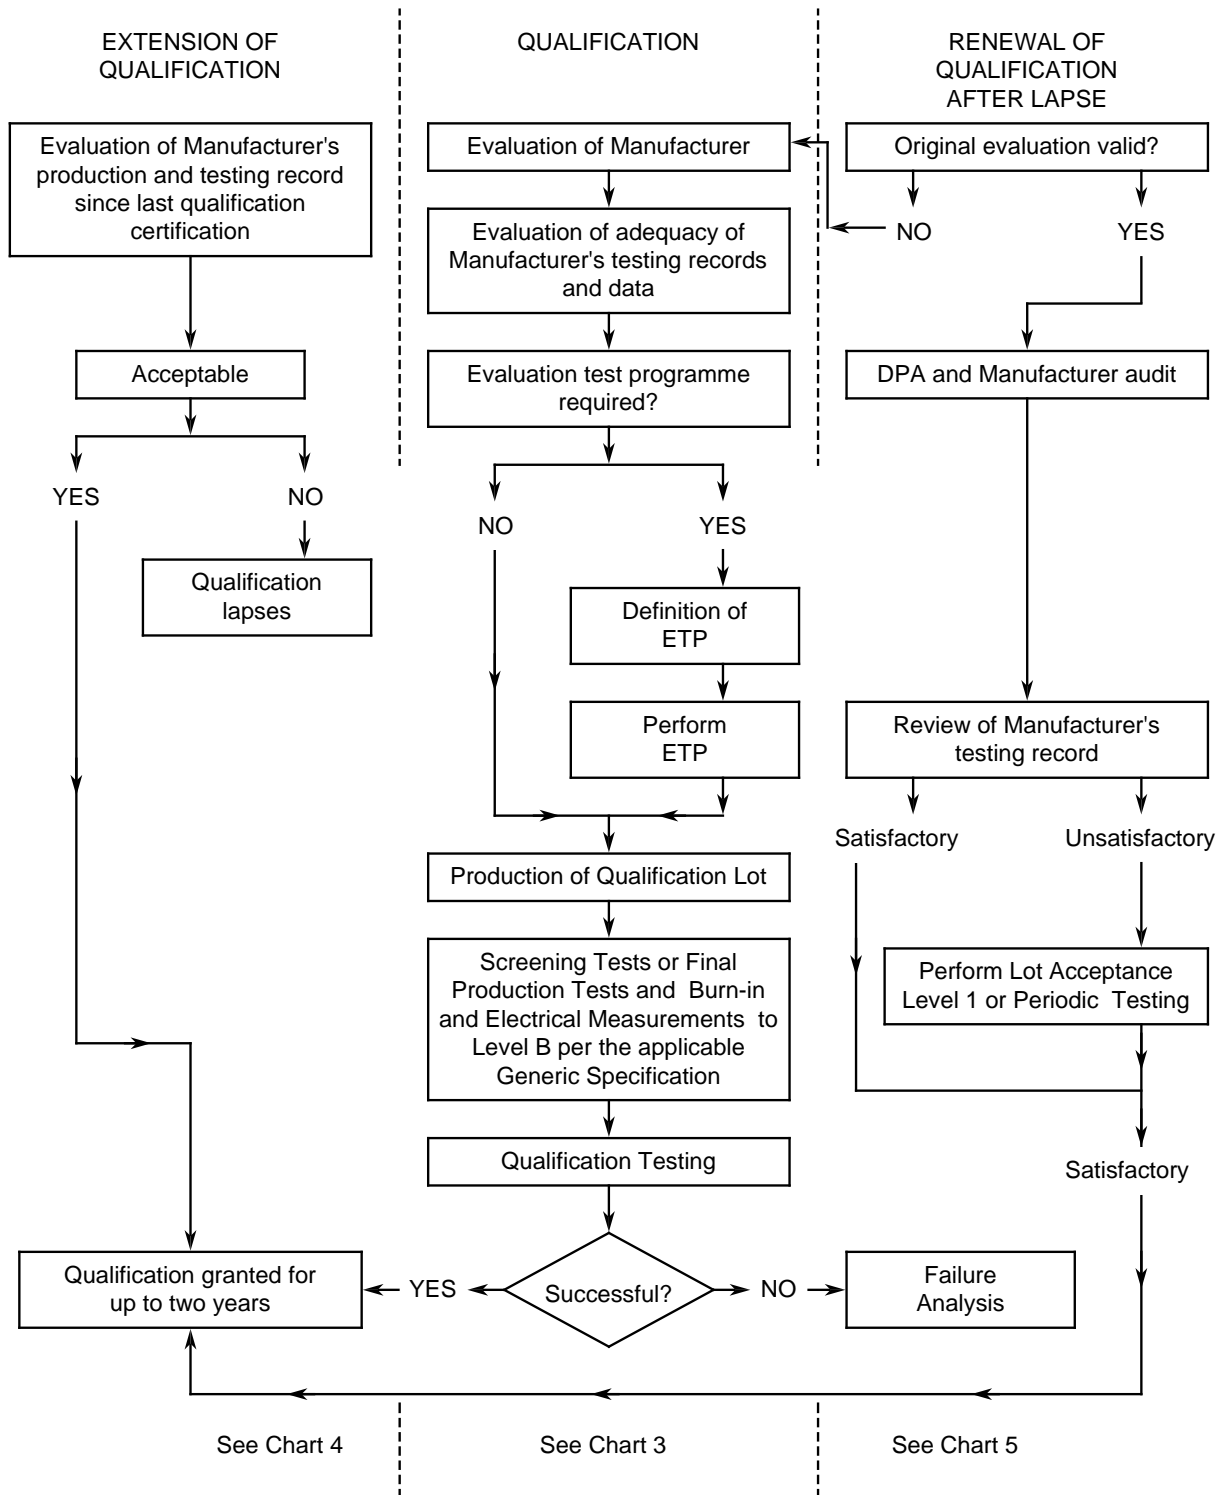 EXTENSION OF
QUALIFICATION
Evaluation of Manufacturer's
production and testing record
since last qualification
certification
Acceptable
YES
NO
Qualification
lapses
Qualification granted for
up to two years
See Chart 4
QUALIFICATION
Evaluation of Manufacturer
Evaluation of adequacy of
Manufacturer's testing records
and data
Evaluation test programme
required?
NO
YES
Definition of
ETP
Perform
ETP
Production of Qualification Lot
Screening Tests or Final
Production Tests and Burn-in
and Electrical Measurements to
Level B per the applicable
Generic Specification
Qualification Testing
Successful?
YES
NO
Failure
Analysis
See Chart 3
RENEWAL OF
QUALIFICATION
AFTER LAPSE
Original evaluation valid?
NO
YES
DPA and Manufacturer audit
Review of Manufacturer's
testing record
Satisfactory
Unsatisfactory
Perform Lot Acceptance
Level 1 or Periodic Testing
Satisfactory
See Chart 5